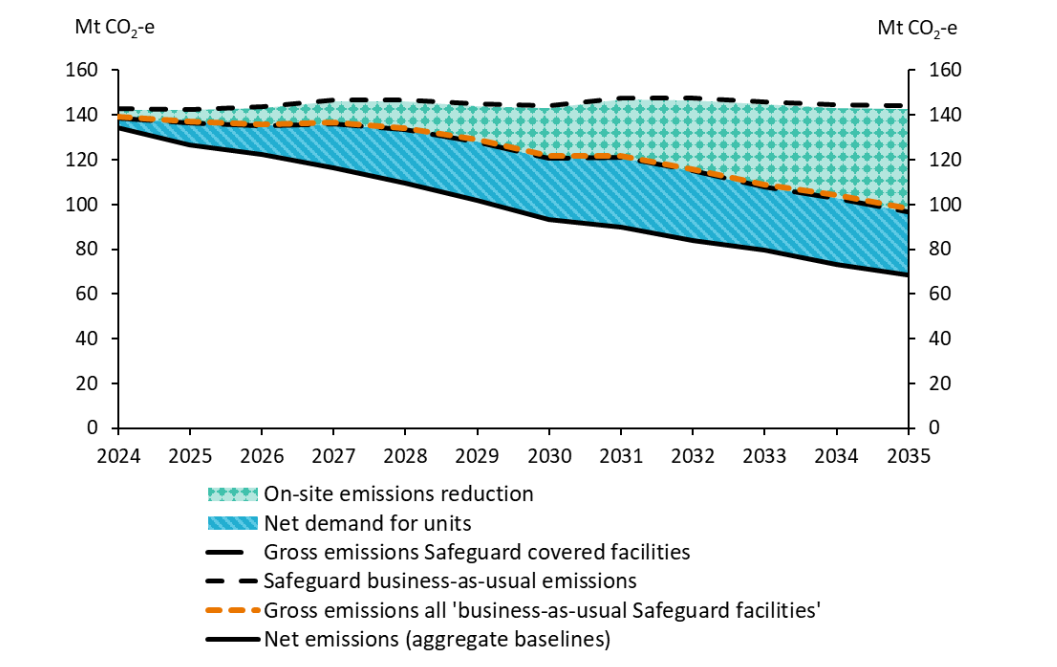 Mt CO₂-e Mt CO₂-e
160 160
140 140
120 120
100 100
80 80
60 60
40 40
20 20
0 0
2024 2025 2026 2027 2028 2029 2030 2031 2032 2033 2034 2035
On-site emissions reduction
Net demand for units
Gross emissions Safeguard covered facilities
Safeguard business-as-usual emissions
Gross emissions all 'business-as-usual Safeguard facilities'
Net emissions (aggregate baselines)